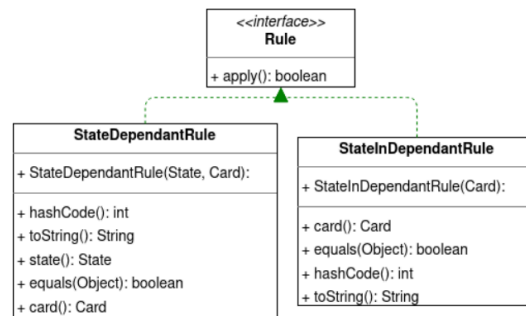 <<interface>>
Rule
+ apply(): boolean
StateDependantRule
+ StateDependantRule(State, Card):
+ hashCode(): int
+ toString(): String
+ state(): State
+ equals(Object): boolean
+ card(): Card
StateInDependantRule
+ StateInDependantRule(Card):
+ card(): Card
+ equals(Object): boolean
+ hashCode(): int
+ toString(): String